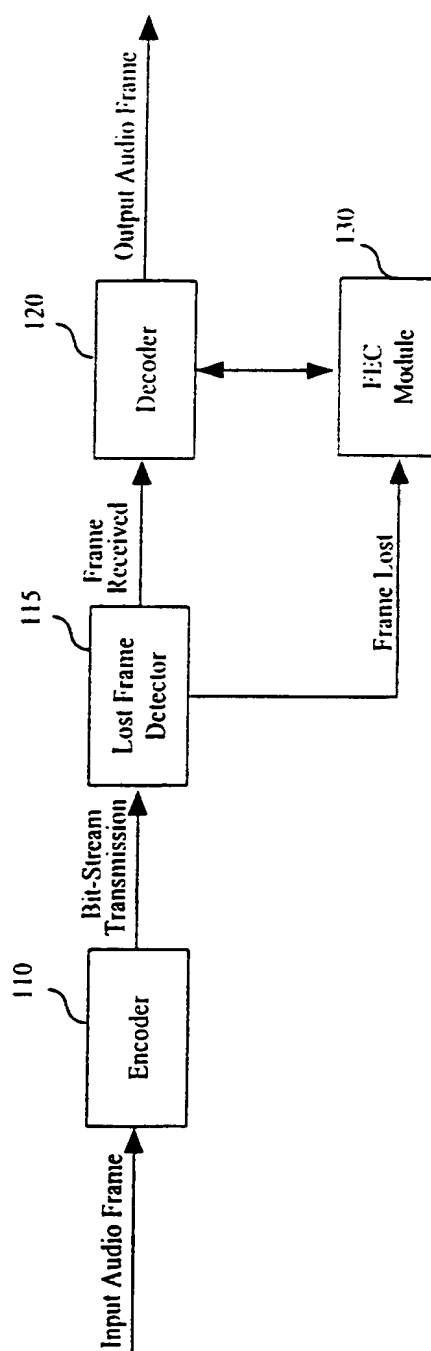 Input Audio Frame
110
Encoder
Bit-Stream
Transmission
115
Lost Frame
Detector
Frame
Received
120
Decoder
Output Audio Frame
Frame Lost
130
FEC
Module